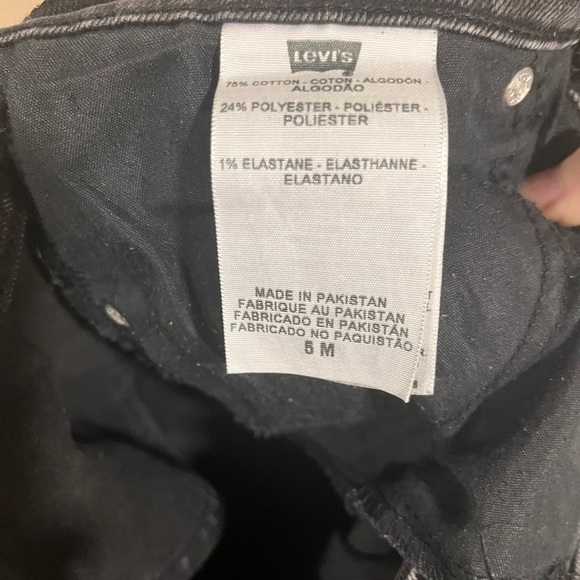 Levi's
®
75% COTTON - COTON - ALGODÓN -
ALGODÃO
24% POLYESTER - POLIÉSTER -
POLIESTER
1% ELASTANE - ELASTHANNE -
ELASTANO
MADE IN PAKISTAN
FABRIQUE AU PAKISTAN
FABRICADO EN PAKISTÁN
FABRICADO NO PAQUISTÃO
5 M